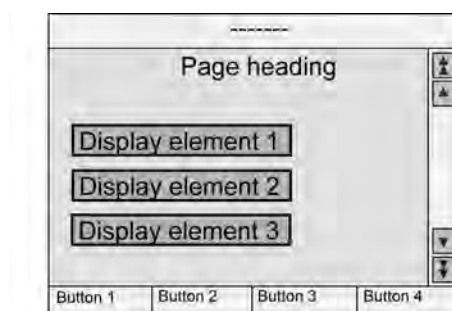 -------
Page heading
Display element 1
Display element 2
Display element 3
Button 1 Button 2 Button 3 Button 4